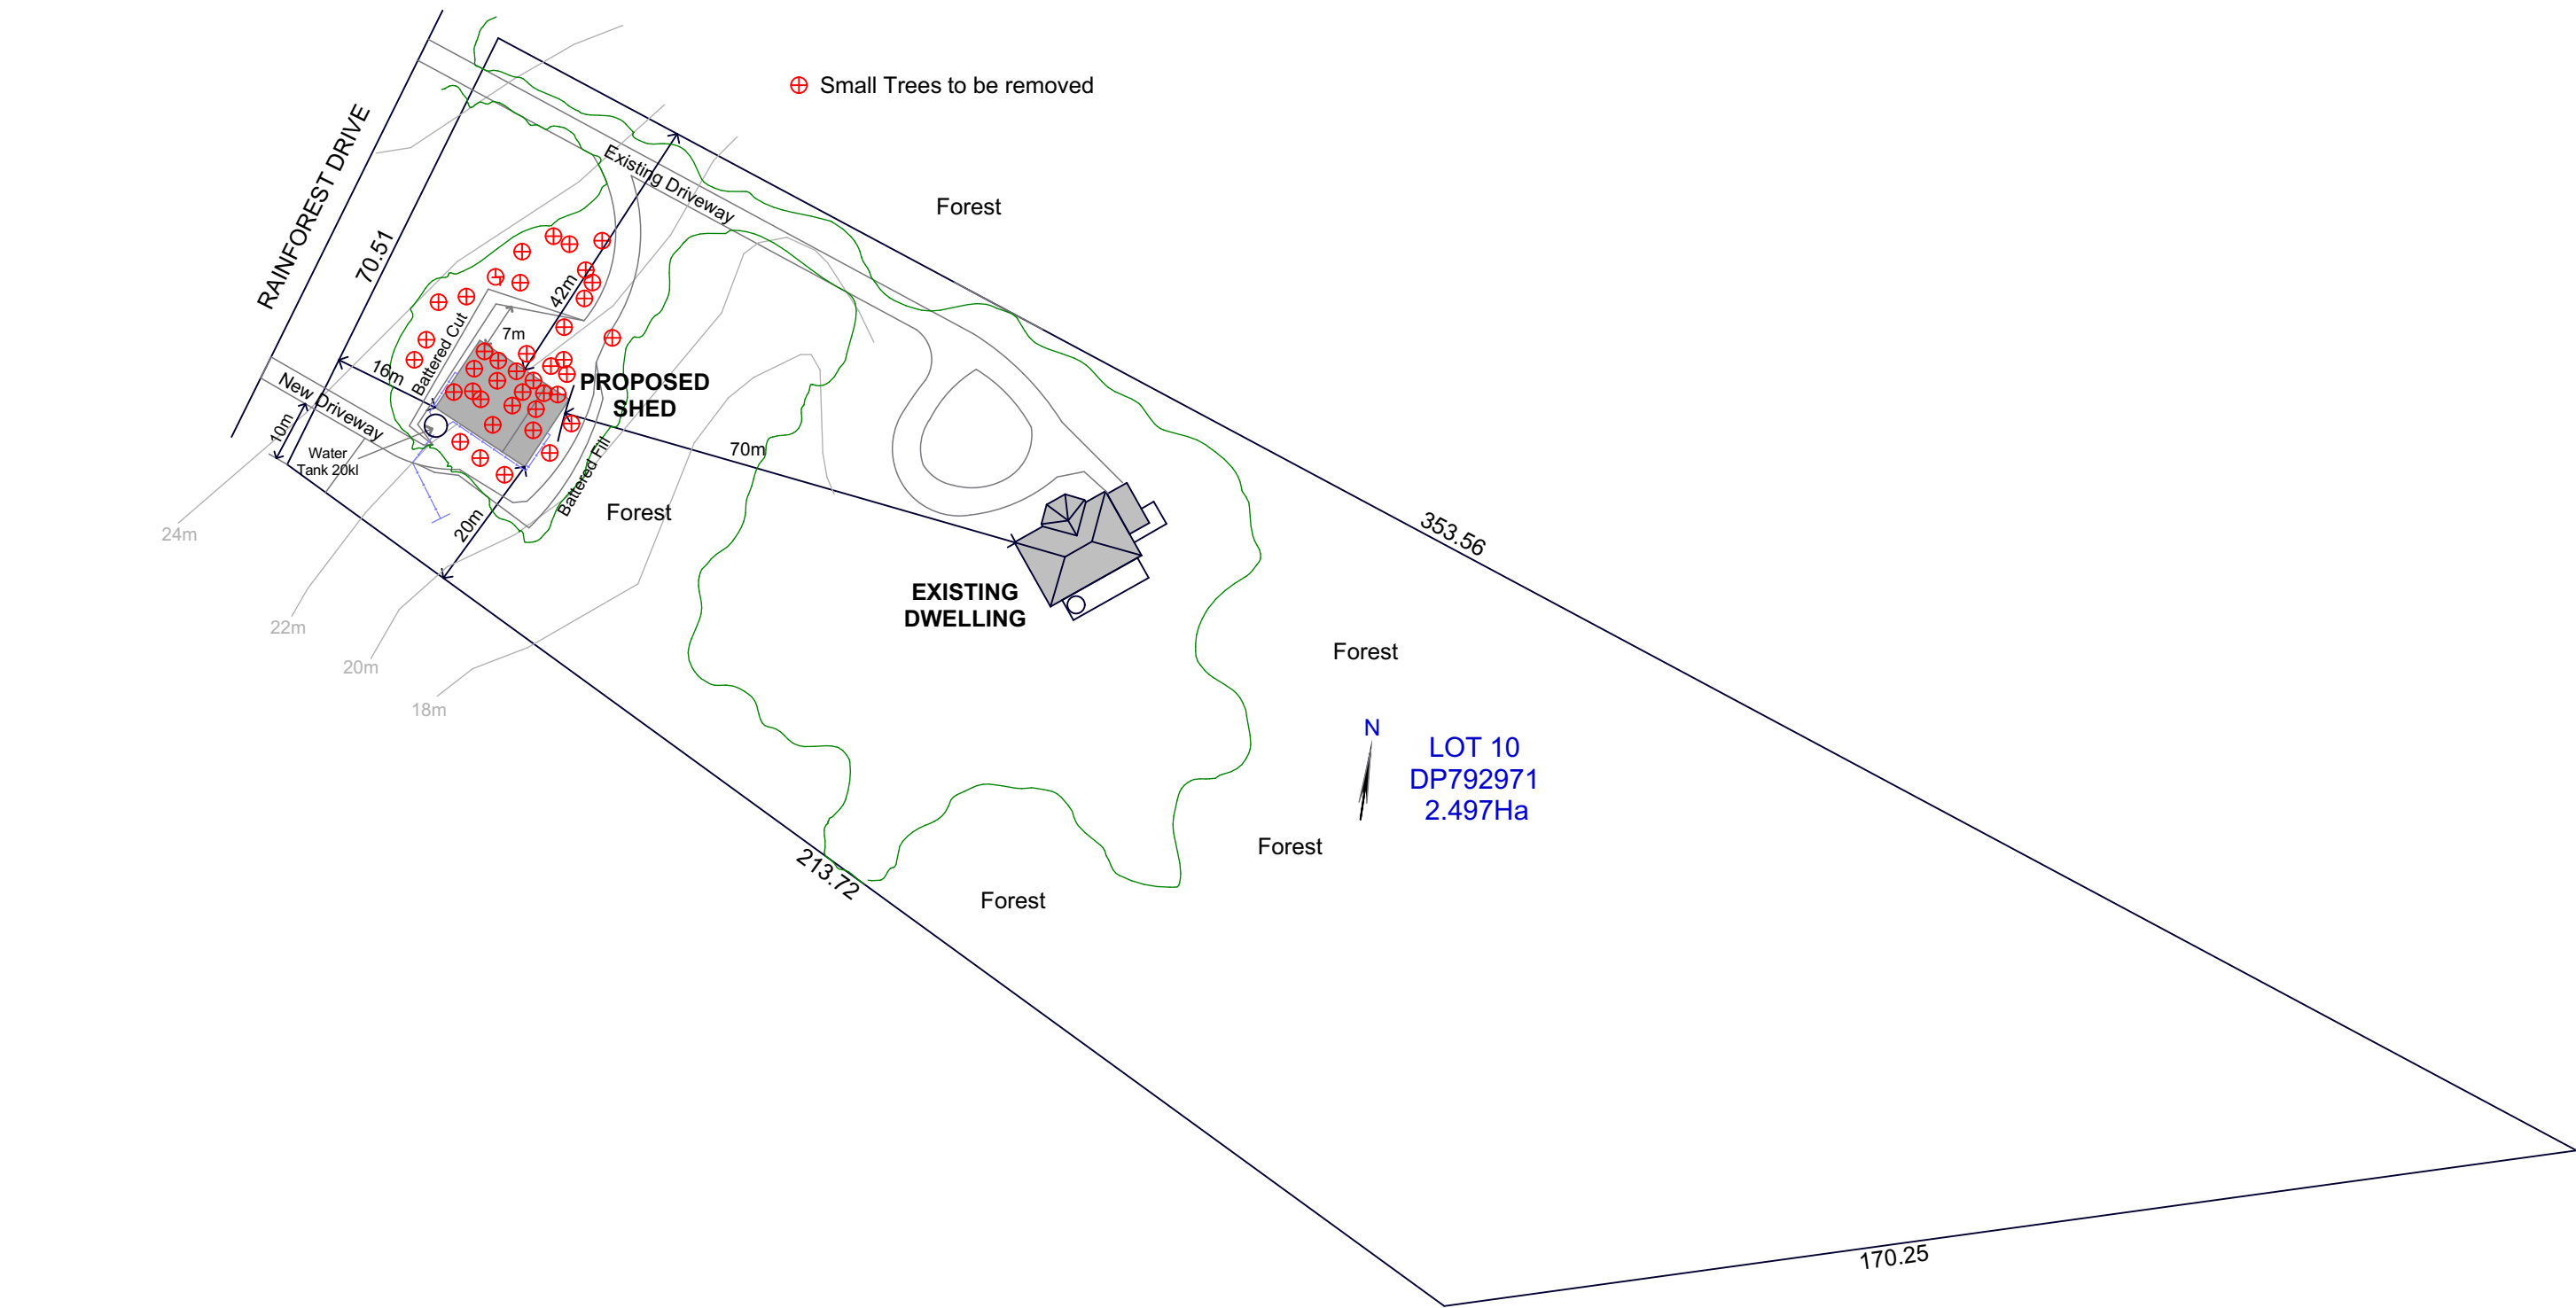 Small Trees to be removed
RAINFOREST DRIVE
70.51
Existing Driveway
Forest
42m
7m
Battered Cut
16m
New Driveway
10m
Water
Tank 20kl
PROPOSED
SHED
Battered Fill
70m
Forest
20m
24m
22m
20m
18m
EXISTING
DWELLING
353.56
Forest
N
LOT 10
DP792971
2.497Ha
Forest
213.72
Forest
170.25